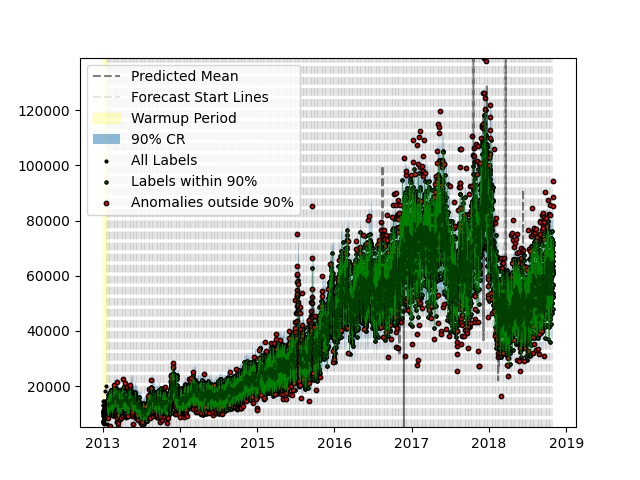 Predicted Mean
Forecast Start Lines
Warmup Period
90% CR
All Labels
Labels within 90%
Anomalies outside 90%
120000
100000
80000
60000
40000
20000
2013 2014 2015 2016 2017 2018 2019